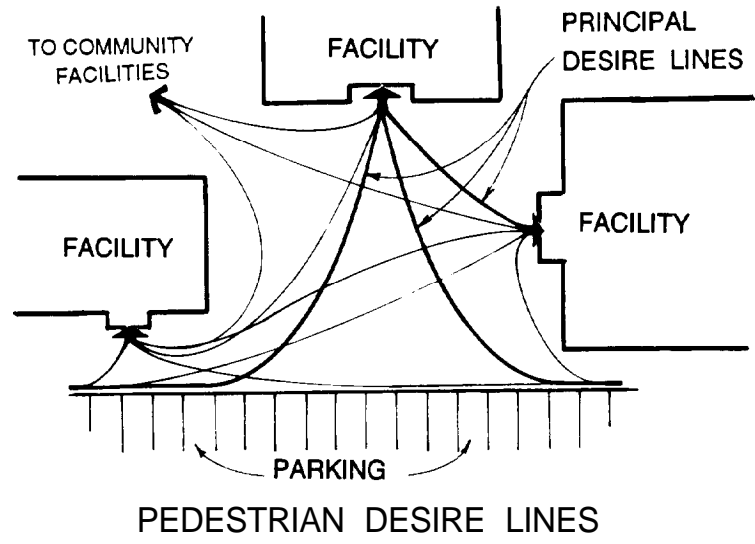 TO COMMUNITY
FACILITIES
FACILITY
PRINCIPAL
DESIRE LINES
FACILITY
FACILITY
PARKING
PEDESTRIAN DESIRE LINES